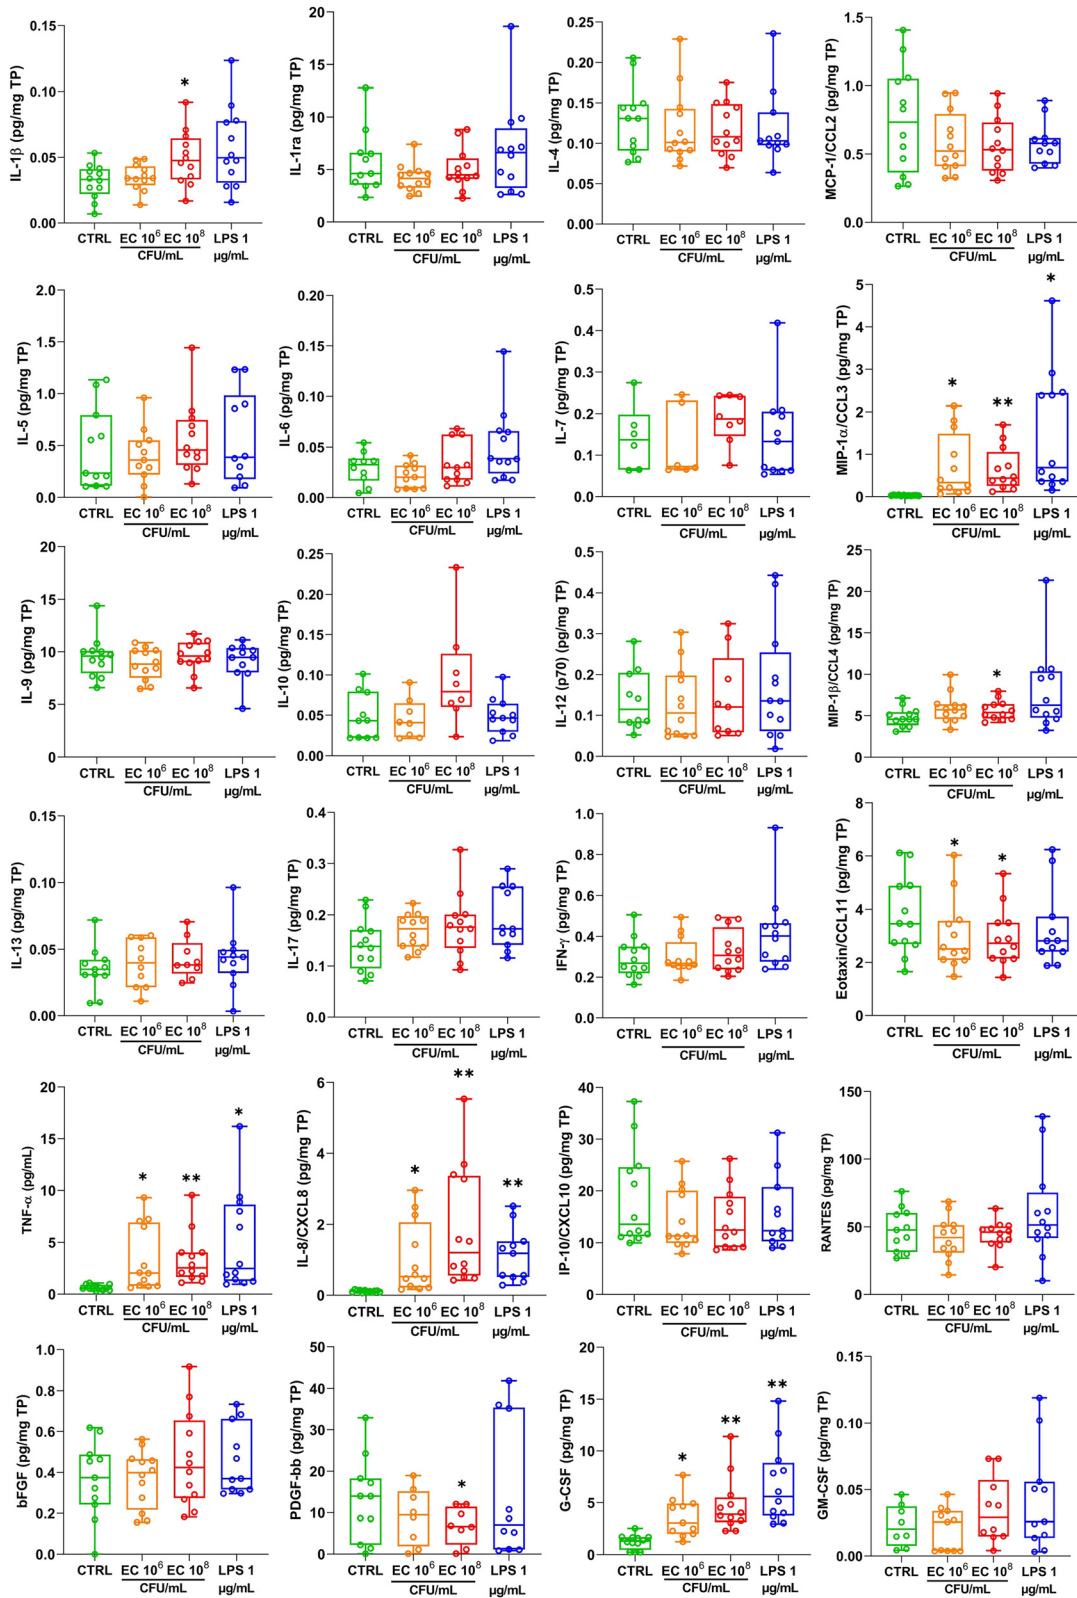 IL-1β (pg/mg TP)
0.15
0.10
0.05
0.00
*
CTRL EC 10⁶ EC 10⁸ LPS 1
CFU/mL µg/mL
IL-1ra (pg/mg TP)
20
15
10
5
0
CTRL EC 10⁶ EC 10⁸ LPS 1
CFU/mL µg/mL
IL-4 (pg/mg TP)
0.25
0.20
0.15
0.10
0.05
0.00
CTRL EC 10⁶ EC 10⁸ LPS 1
CFU/mL µg/mL
MCP-1/CCL2 (pg/mg TP)
1.5
1.0
0.5
0.0
CTRL EC 10⁶ EC 10⁸ LPS 1
CFU/mL µg/mL
IL-5 (pg/mg TP)
2.0
1.5
1.0
0.5
0.0
CTRL EC 10⁶ EC 10⁸ LPS 1
CFU/mL µg/mL
IL-6 (pg/mg TP)
0.20
0.15
0.10
0.05
0.00
CTRL EC 10⁶ EC 10⁸ LPS 1
CFU/mL µg/mL
IL-7 (pg/mg TP)
0.5
0.4
0.3
0.2
0.1
0.0
CTRL EC 10⁶ EC 10⁸ LPS 1
CFU/mL µg/mL
MIP-1α/CCL3 (pg/mg TP)
5
4
3
2
1
0
* ** *
CTRL EC 10⁶ EC 10⁸ LPS 1
CFU/mL µg/mL
IL-9 (pg/mg TP)
20
15
10
5
0
CTRL EC 10⁶ EC 10⁸ LPS 1
CFU/mL µg/mL
IL-10 (pg/mg TP)
0.25
0.20
0.15
0.10
0.05
0.00
CTRL EC 10⁶ EC 10⁸ LPS 1
CFU/mL µg/mL
IL-12 (p70) (pg/mg TP)
0.5
0.4
0.3
0.2
0.1
0.0
CTRL EC 10⁶ EC 10⁸ LPS 1
CFU/mL µg/mL
MIP-1β/CCL4 (pg/mg TP)
25
20
15
10
5
0
*
CTRL EC 10⁶ EC 10⁸ LPS 1
CFU/mL µg/mL
IL-13 (pg/mg TP)
0.15
0.10
0.05
0.00
CTRL EC 10⁶ EC 10⁸ LPS 1
CFU/mL µg/mL
IL-17 (pg/mg TP)
0.4
0.3
0.2
0.1
0.0
CTRL EC 10⁶ EC 10⁸ LPS 1
CFU/mL µg/mL
IFN-γ (pg/mg TP)
1.0
0.8
0.6
0.4
0.2
0.0
CTRL EC 10⁶ EC 10⁸ LPS 1
CFU/mL µg/mL
Eotaxin/CCL11 (pg/mg TP)
8
6
4
2
0
* *
CTRL EC 10⁶ EC 10⁸ LPS 1
CFU/mL µg/mL
TNF-α (pg/mL)
20
15
10
5
0
* ** *
CTRL EC 10⁶ EC 10⁸ LPS 1
CFU/mL µg/mL
IL-8/CXCL8 (pg/mg TP)
6
4
2
0
* ** **
CTRL EC 10⁶ EC 10⁸ LPS 1
CFU/mL µg/mL
IP-10/CXCL10 (pg/mg TP)
40
30
20
10
0
CTRL EC 10⁶ EC 10⁸ LPS 1
CFU/mL µg/mL
RANTES (pg/mg TP)
150
100
50
0
CTRL EC 10⁶ EC 10⁸ LPS 1
CFU/mL µg/mL
bFGF (pg/mg TP)
1.0
0.8
0.6
0.4
0.2
0.0
CTRL EC 10⁶ EC 10⁸ LPS 1
CFU/mL µg/mL
PDGF-bb (pg/mg TP)
50
40
30
20
10
0
*
CTRL EC 10⁶ EC 10⁸ LPS 1
CFU/mL µg/mL
G-CSF (pg/mg TP)
20
15
10
5
0
* ** **
CTRL EC 10⁶ EC 10⁸ LPS 1
CFU/mL µg/mL
GM-CSF (pg/mg TP)
0.15
0.10
0.05
0.00
CTRL EC 10⁶ EC 10⁸ LPS 1
CFU/mL µg/mL